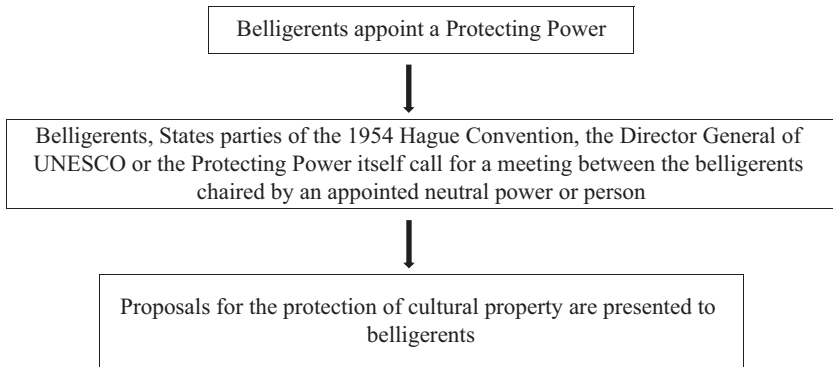 Belligerents appoint a Protecting Power
Belligerents, States parties of the 1954 Hague Convention, the Director General of
UNESCO or the Protecting Power itself call for a meeting between the belligerents
chaired by an appointed neutral power or person
Proposals for the protection of cultural property are presented to
belligerents